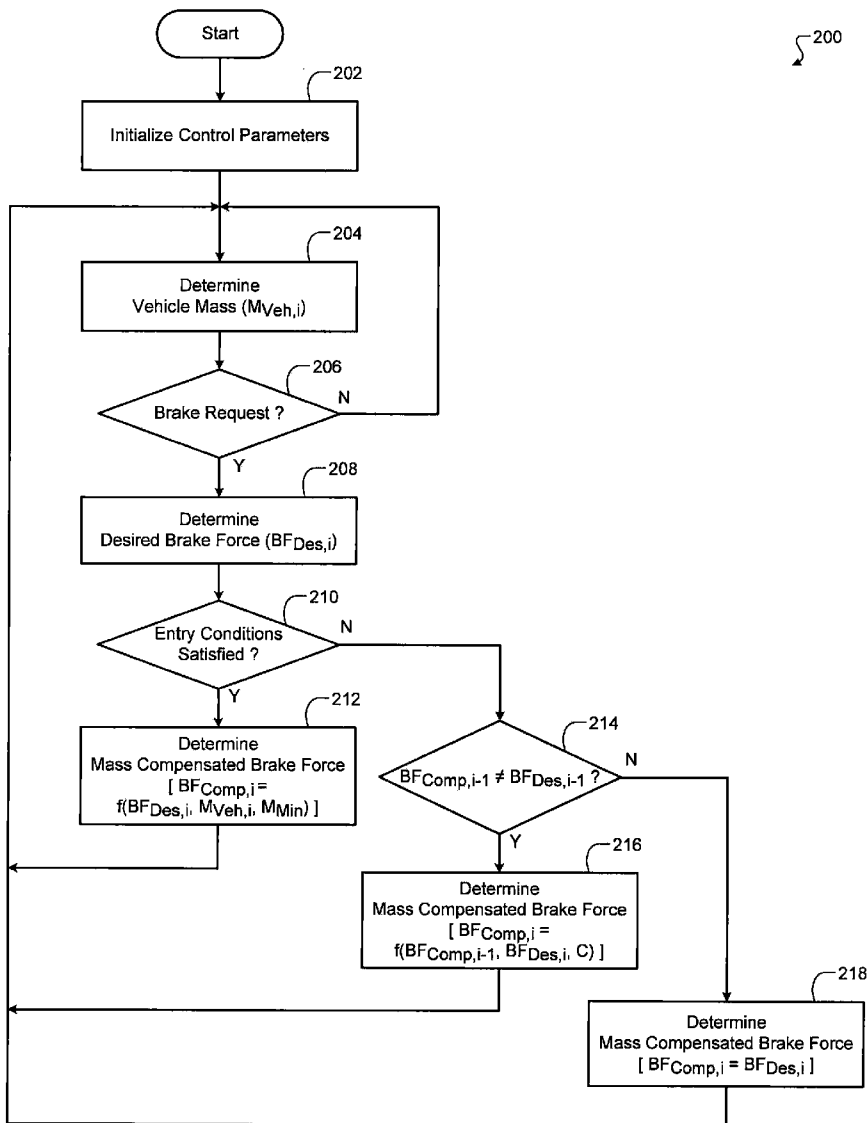 Start
200
202
Initialize Control Parameters
204
Determine
Vehicle Mass (MVeh,i)
206
Brake Request ?
N
Y
208
Determine
Desired Brake Force (BFDes,i)
210
Entry Conditions
Satisfied ?
N
Y
212
Determine
Mass Compensated Brake Force
[ BFComp,i =
f(BFDes,i, MVeh,i, MMin) ]
214
BFComp,i-1 ≠ BFDes,i-1 ?
N
Y
216
Determine
Mass Compensated Brake Force
[ BFComp,i =
f(BFComp,i-1, BFDes,i, C) ]
218
Determine
Mass Compensated Brake Force
[ BFComp,i = BFDes,i ]